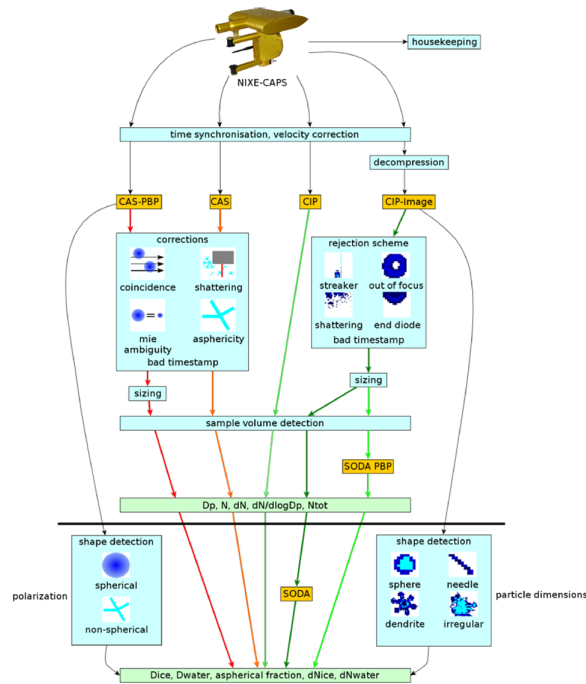 housekeeping
NIXE-CAPS
time synchronisation, velocity correction
decompression
CAS-PBP
CAS
CIP
CIP-Image
corrections
coincidence
shattering
mie
ambiguity
asphericity
bad timestamp
rejection scheme
streaker
out of focus
shattering
end diode
bad timestamp
sizing
sizing
sample volume detection
SODA PBP
Dp, N, dN, dN/dlogDp, Ntot
shape detection
spherical
non-spherical
polarization
SODA
shape detection
sphere
needle
dendrite
irregular
particle dimensions
Dice, Dwater, aspherical fraction, dNice, dNwater